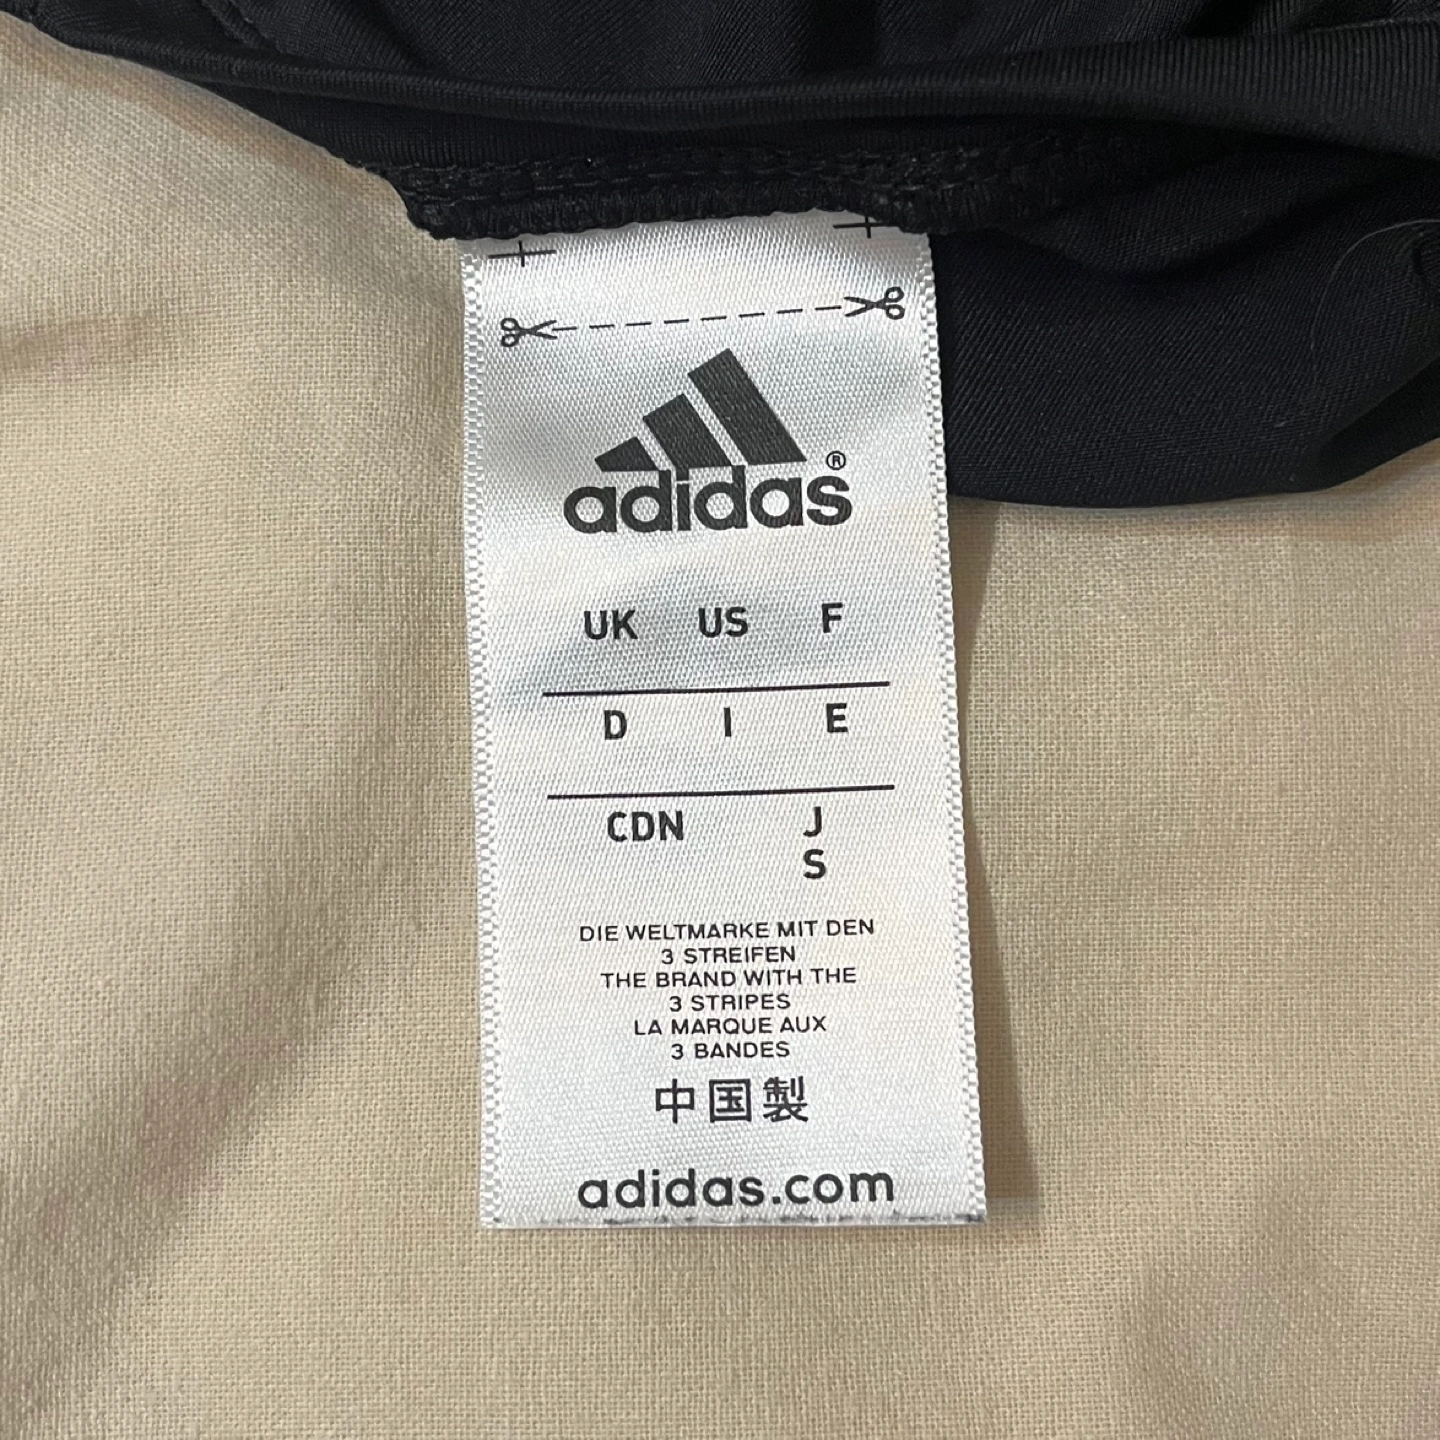 adidas®
UK US F
D I E
CDN J
S
DIE WELTMARKE MIT DEN
3 STREIFEN
THE BRAND WITH THE
3 STRIPES
LA MARQUE AUX
3 BANDES
中国製
adidas.com